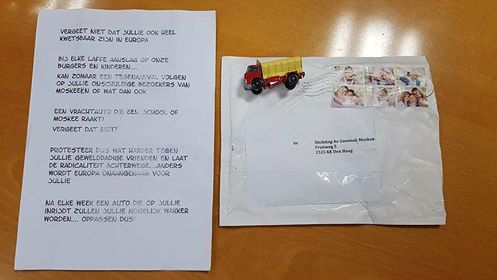 VERGEET NIET DAT JULLIE OOK HEEL
KWETSBAAR ZIJN IN EUROPA
BIJ ELKE LAFFE AANSLAG OP ONZE
BURGERS EN KINDEREN...
KAN ZOMAAR EEN TEGENAANVAL VOLGEN
OP JULLIE ONSCHULDIGE BEZOEKERS VAN
MOSKEEEN OF WAT DAN OOK
EEN VRACHTAUTO DIE EEN SCHOOL OF
MOSKEE RAAKT!
VERGEET DAT NIET!
PROTESTEER DUS WAT HARDER TEGEN
JULLIE GEWELDDADIGE VRIENDEN EN LAAT
DE RADICALITEIT ACHTERWEGE...ANDERS
WORDT EUROPA ONAANGENAAM VOOR
JULLIE
NA ELKE WEEK EEN AUTO DIE OP JULLIE
INRIJDT ZULLEN JULLIE MOGELIJK WAKKER
WORDEN.... OPPASSEN DUS!
Stichting As Soennah Moskee
Fruitweg 5
2525 KE Den Haag